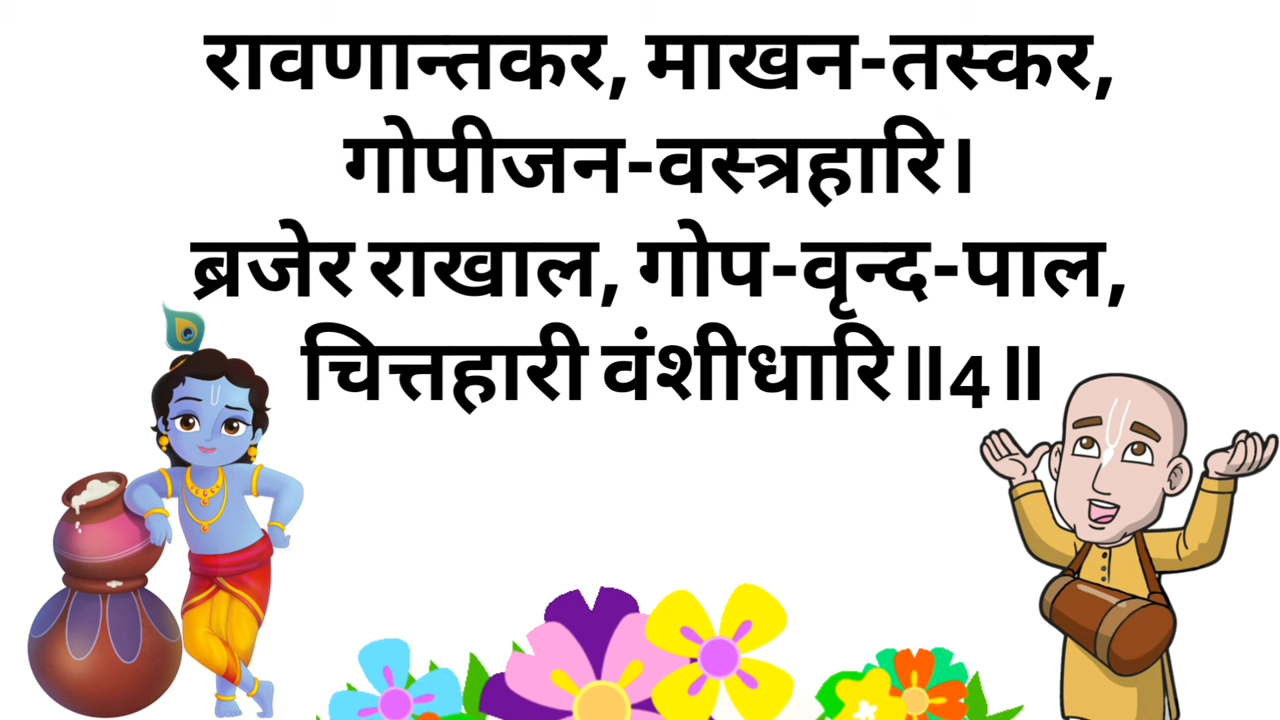 रावणान्तकर, माखन-तस्कर,
गोपीजन-वस्त्रहारि।
ब्रजेर राखाल, गोप-वृन्द-पाल,
चित्तहारी वंशीधारि॥4॥